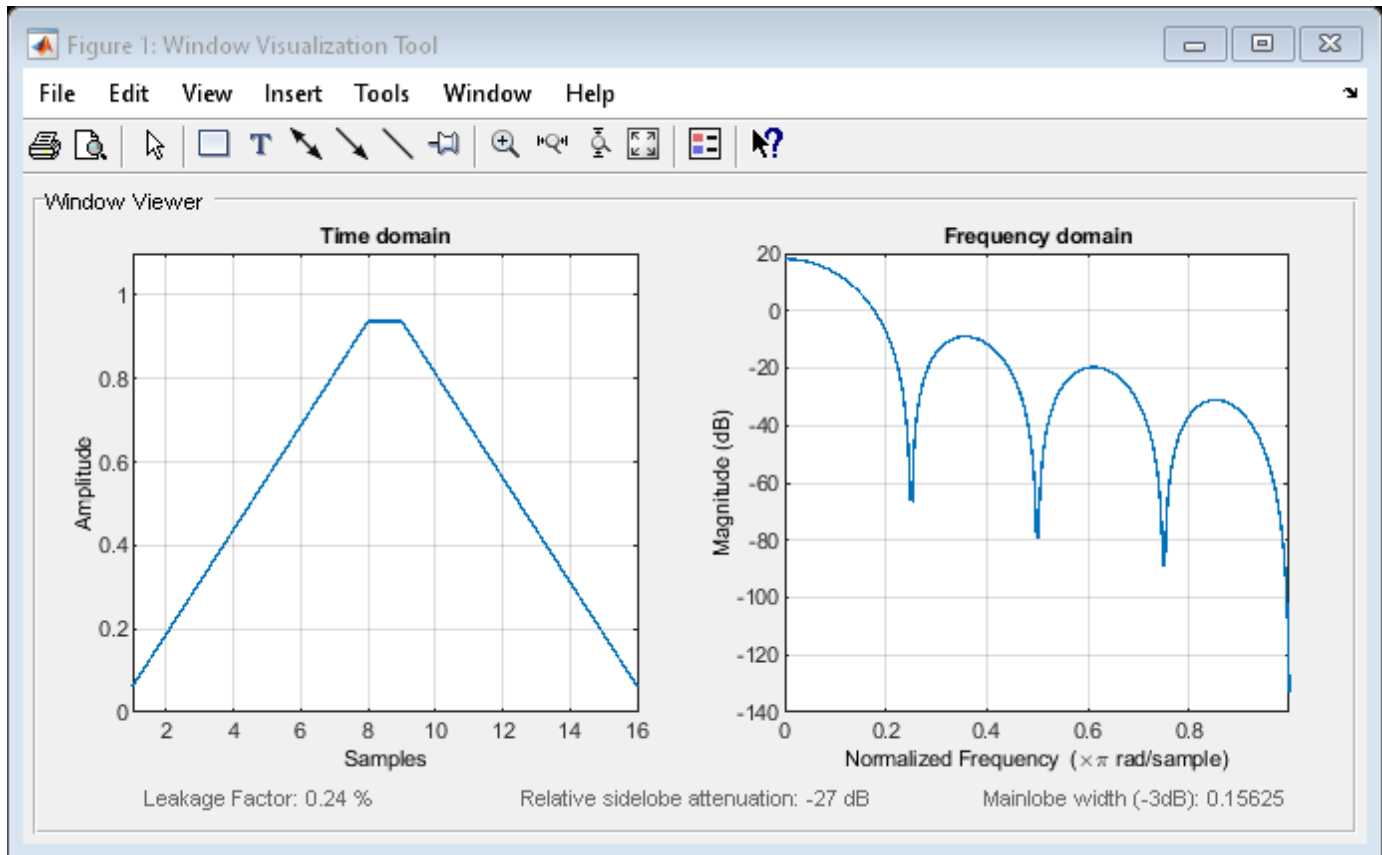 Figure 1: Window Visualization Tool
File Edit View Insert Tools Window Help
T
?
Window Viewer
Time domain
1
0.8
0.6
0.4
0.2
0
2 4 6 8 10 12 14 16
Amplitude
Samples
Frequency domain
20
0
-20
-40
-60
-80
-100
-120
-140
0 0.2 0.4 0.6 0.8
Magnitude (dB)
Normalized Frequency (×π rad/sample)
Leakage Factor: 0.24 %
Relative sidelobe attenuation: -27 dB
Mainlobe width (-3dB): 0.15625